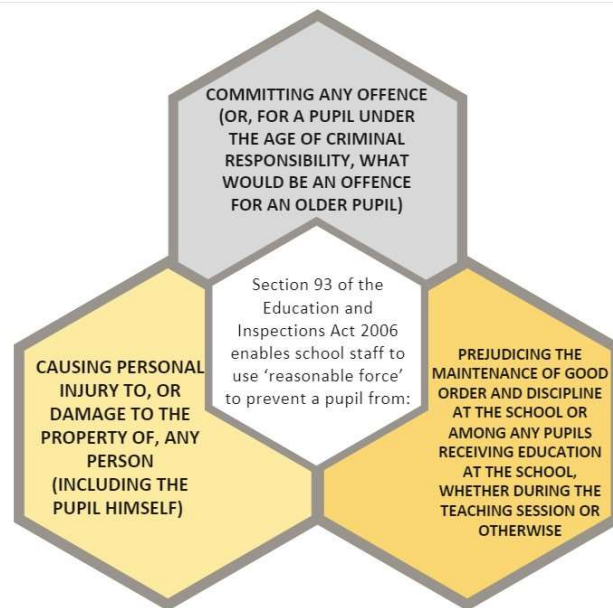 COMMITTING ANY OFFENCE
(OR, FOR A PUPIL UNDER
THE AGE OF CRIMINAL
RESPONSIBILITY, WHAT
WOULD BE AN OFFENCE
FOR AN OLDER PUPIL)
Section 93 of the
Education and
Inspections Act 2006
enables school staff to
use ‘reasonable force’
to prevent a pupil from:
CAUSING PERSONAL
INJURY TO, OR
DAMAGE TO THE
PROPERTY OF, ANY
PERSON
(INCLUDING THE
PUPIL HIMSELF)
PREJUDICING THE
MAINTENANCE OF GOOD
ORDER AND DISCIPLINE
AT THE SCHOOL OR
AMONG ANY PUPILS
RECEIVING EDUCATION
AT THE SCHOOL,
WHETHER DURING THE
TEACHING SESSION OR
OTHERWISE